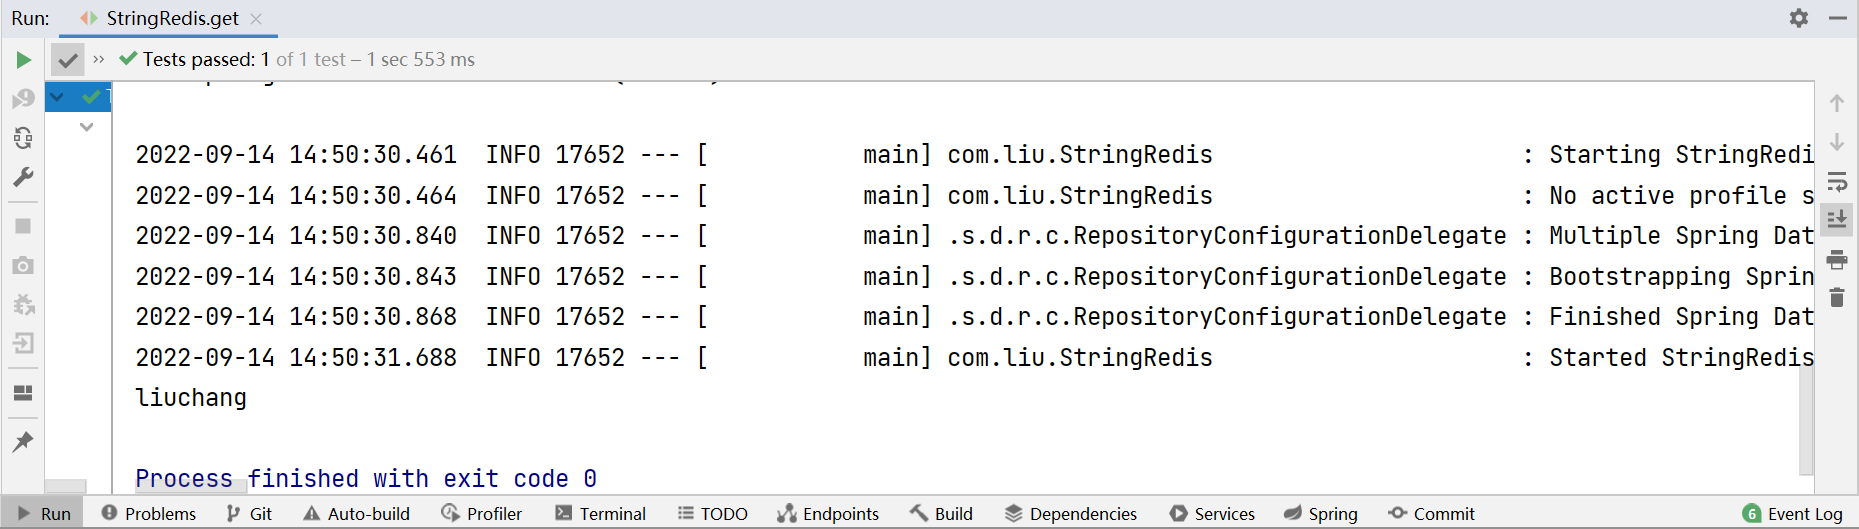 Run: StringRedis.get
Tests passed: 1 of 1 test – 1 sec 553 ms
2022-09-14 14:50:30.461  INFO 17652 --- [           main] com.liu.StringRedis                      : Starting StringRedi
2022-09-14 14:50:30.464  INFO 17652 --- [           main] com.liu.StringRedis                      : No active profile s
2022-09-14 14:50:30.840  INFO 17652 --- [           main] .s.d.r.c.RepositoryConfigurationDelegate : Multiple Spring Dat
2022-09-14 14:50:30.843  INFO 17652 --- [           main] .s.d.r.c.RepositoryConfigurationDelegate : Bootstrapping Sprin
2022-09-14 14:50:30.868  INFO 17652 --- [           main] .s.d.r.c.RepositoryConfigurationDelegate : Finished Spring Dat
2022-09-14 14:50:31.688  INFO 17652 --- [           main] com.liu.StringRedis                      : Started StringRedis
liuchang
Process finished with exit code 0
Run Problems Git Auto-build Profiler Terminal TODO Endpoints Build Dependencies Services Spring Commit 6 Event Log